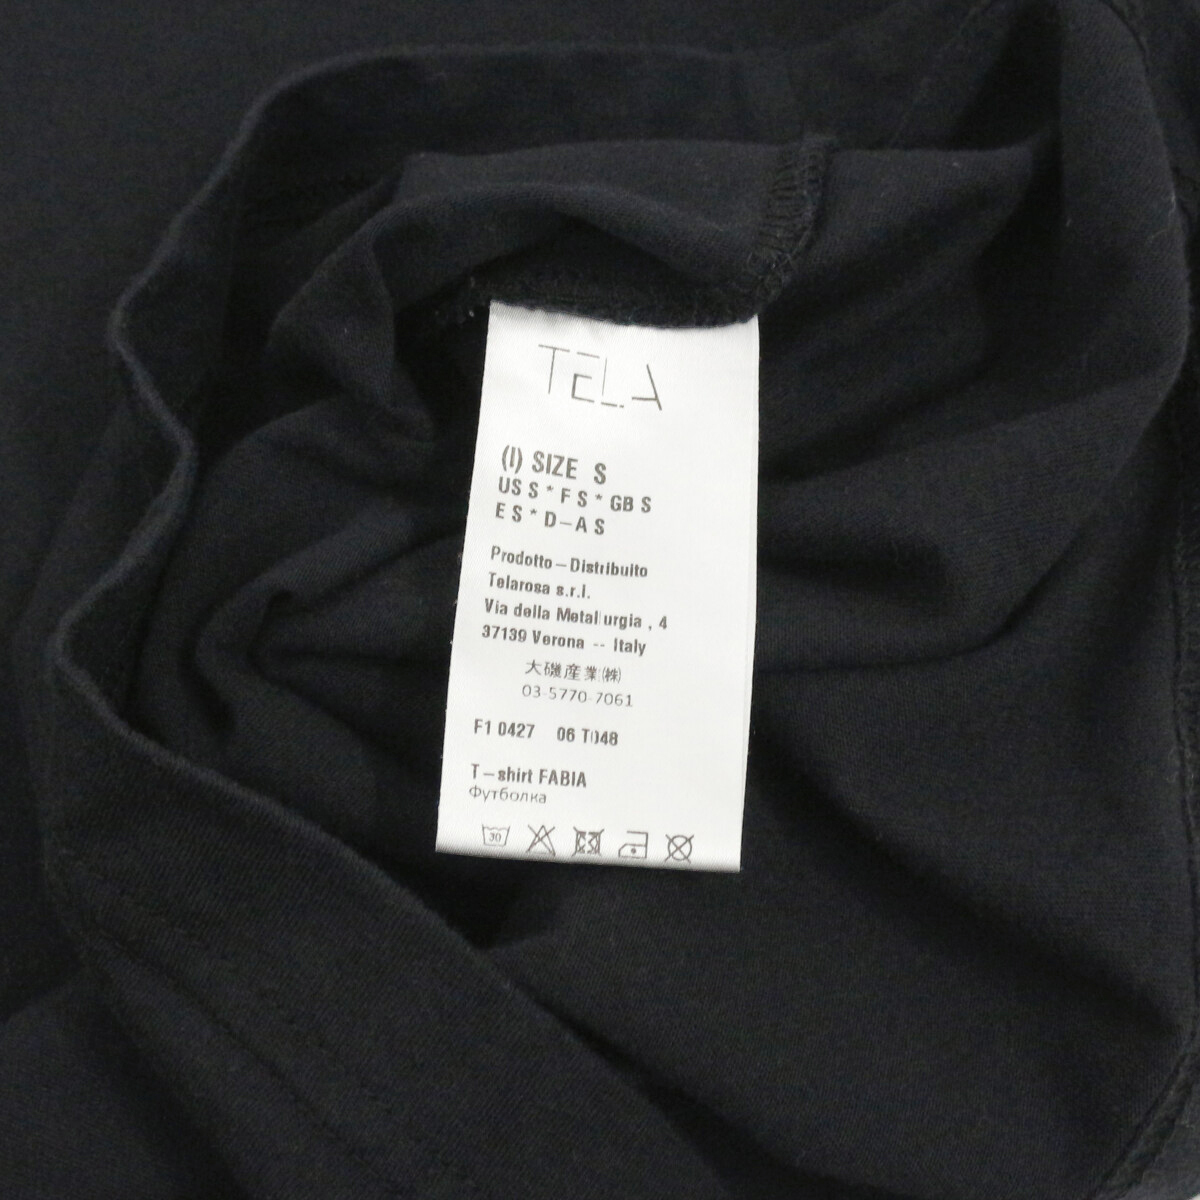 TELA
(I) SIZE S
US S * F S * GB S
E S * D–A S
Prodotto – Distribuito
Telarosa s.r.l.
Via della Metallurgia , 4
37139 Verona -- Italy
大磯産業㈱
03-5770-7061
F1 0427 06 T048
T–shirt FABIA
Футболка
30